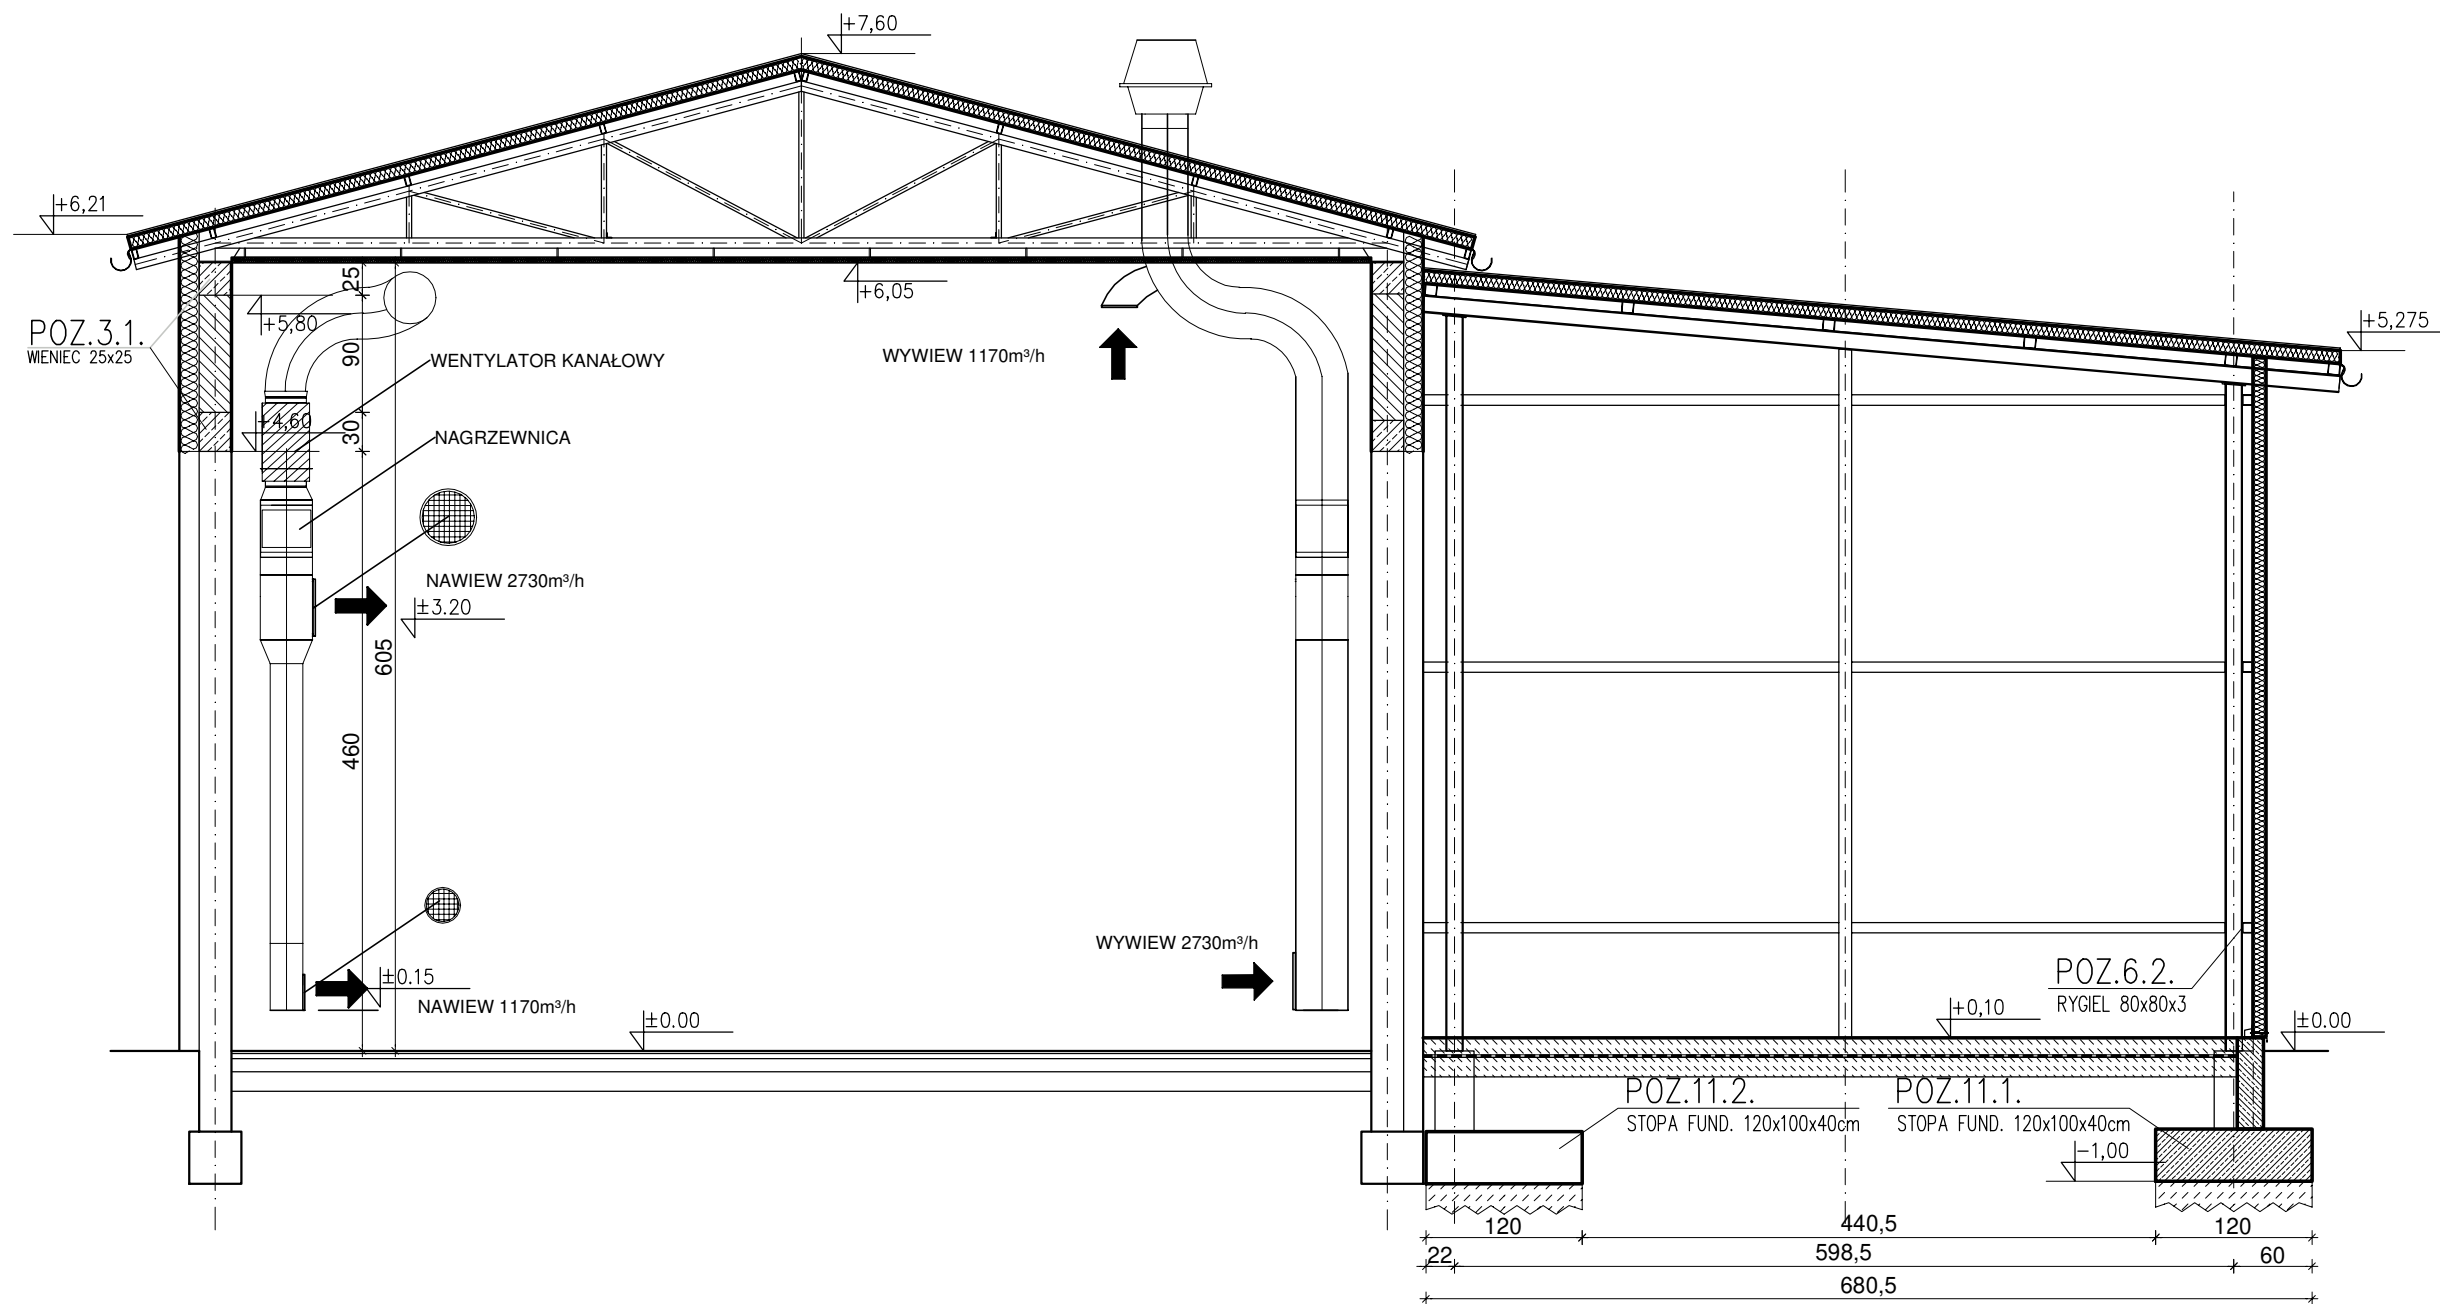 +7,60
+6,21
+6,05
25
+5,80
POZ.3.1.
WIENIEC 25x25
90
WYWIEW 1170m³/h
+5,275
WENTYLATOR KANAŁOWY
+4,60
30
NAGRZEWNICA
NAWIEW 2730m³/h
±3.20
605
460
WYWIEW 2730m³/h
±0.15
NAWIEW 1170m³/h
POZ.6.2.
RYGIEL 80x80x3
±0.00
+0,10
±0.00
POZ.11.2.
STOPA FUND. 120x100x40cm
POZ.11.1.
STOPA FUND. 120x100x40cm
-1,00
120
440,5
120
22
598,5
60
680,5